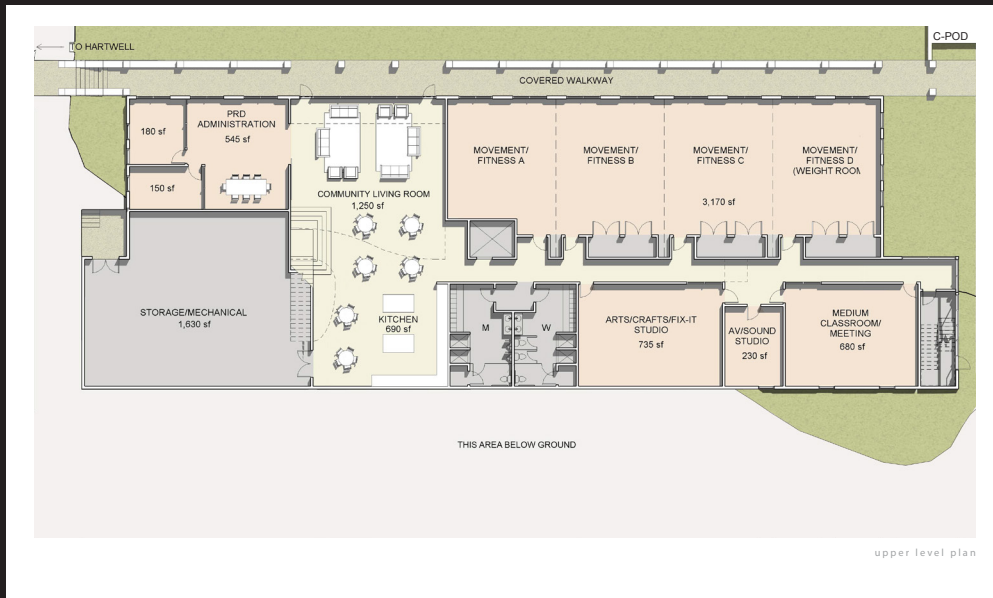 C-POD
TO HARTWELL
COVERED WALKWAY
PRD
ADMINISTRATION
545 sf
180 sf
150 sf
MOVEMENT/
FITNESS A
MOVEMENT/
FITNESS B
MOVEMENT/
FITNESS C
MOVEMENT/
FITNESS D
(WEIGHT ROOM
3,170 sf
COMMUNITY LIVING ROOM
1,250 sf
STORAGE/MECHANICAL
1,630 sf
KITCHEN
690 sf
M
W
ARTS/CRAFTS/FIX-IT
STUDIO
735 sf
AV/SOUND
STUDIO
230 sf
MEDIUM
CLASSROOM/
MEETING
680 sf
THIS AREA BELOW GROUND
upper level plan